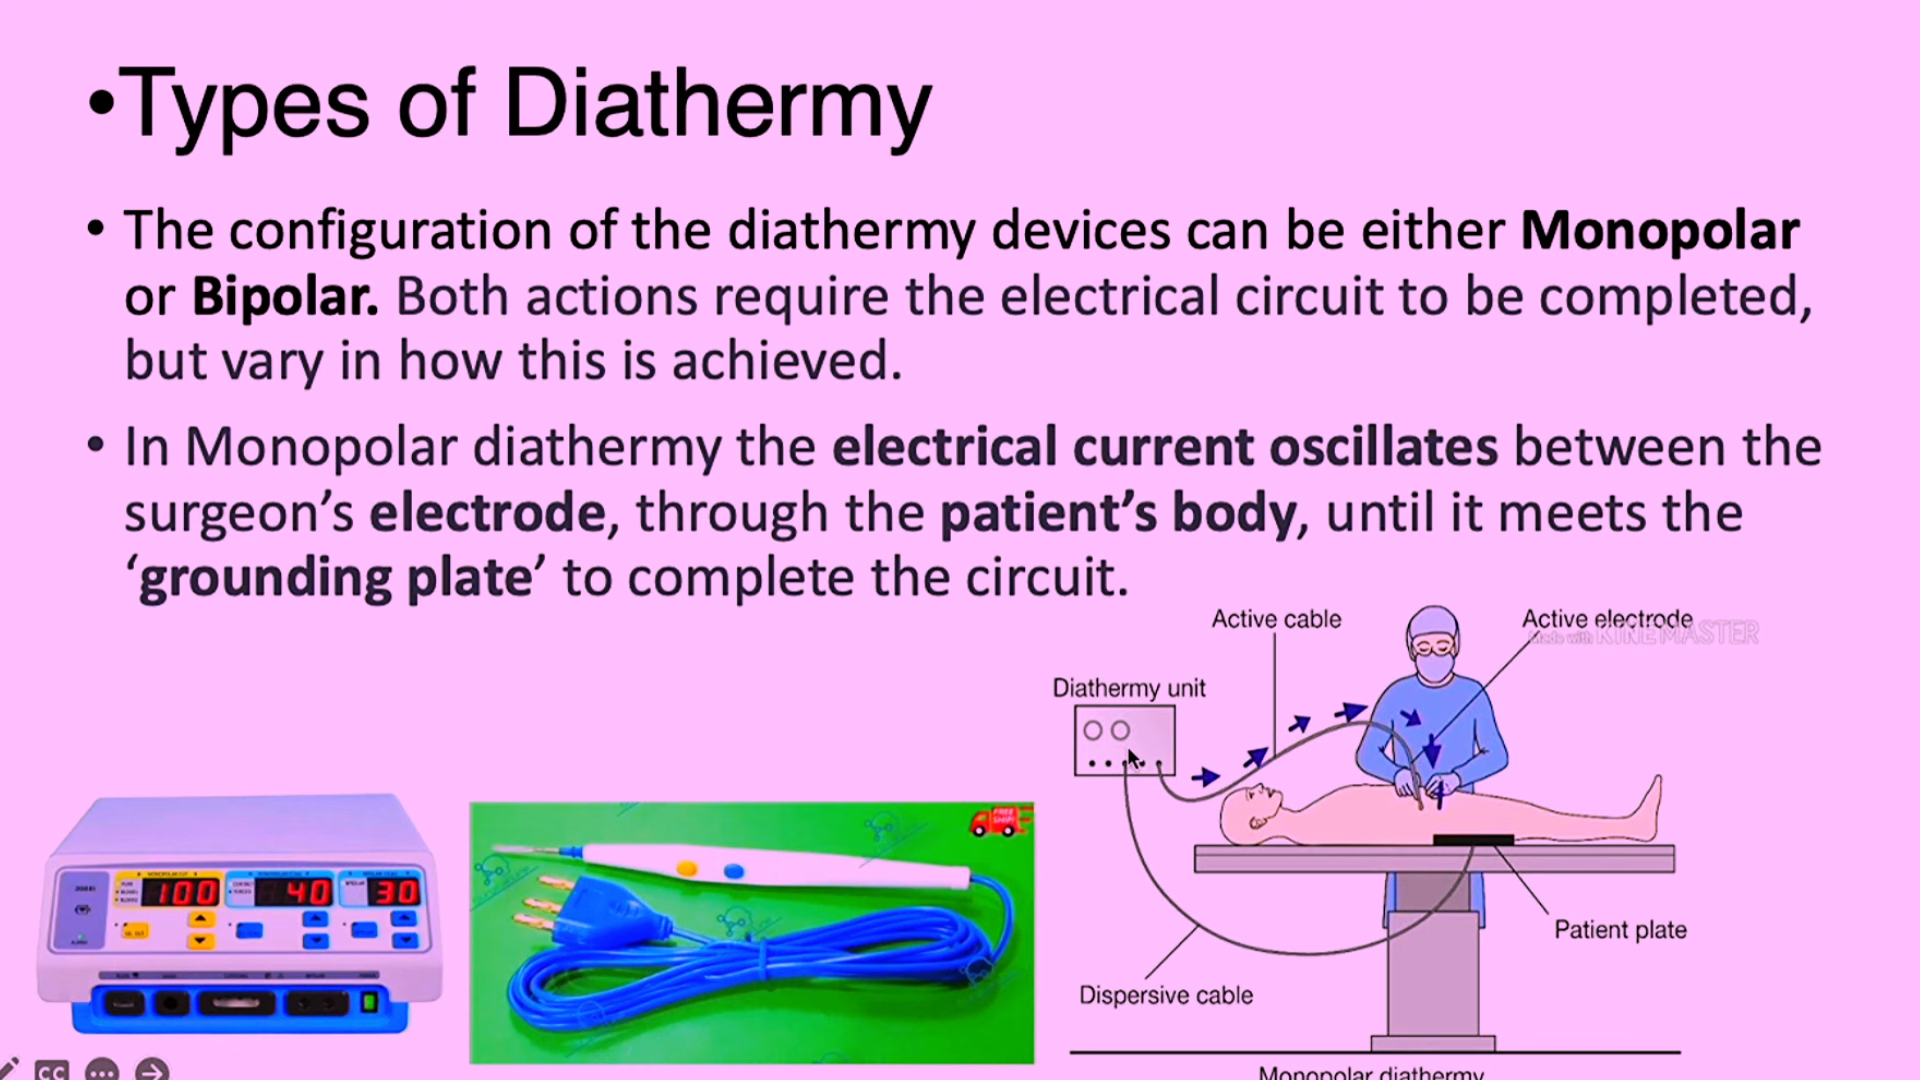 •Types of Diathermy
• The configuration of the diathermy devices can be either Monopolar
or Bipolar. Both actions require the electrical circuit to be completed,
but vary in how this is achieved.
• In Monopolar diathermy the electrical current oscillates between the
surgeon’s electrode, through the patient’s body, until it meets the
‘grounding plate’ to complete the circuit.
Active cable
Active electrode
Made with KINEMASTER
Diathermy unit
FREE
SHIP!
100
40
30
Patient plate
Dispersive cable
Monopolar diathermy
CC